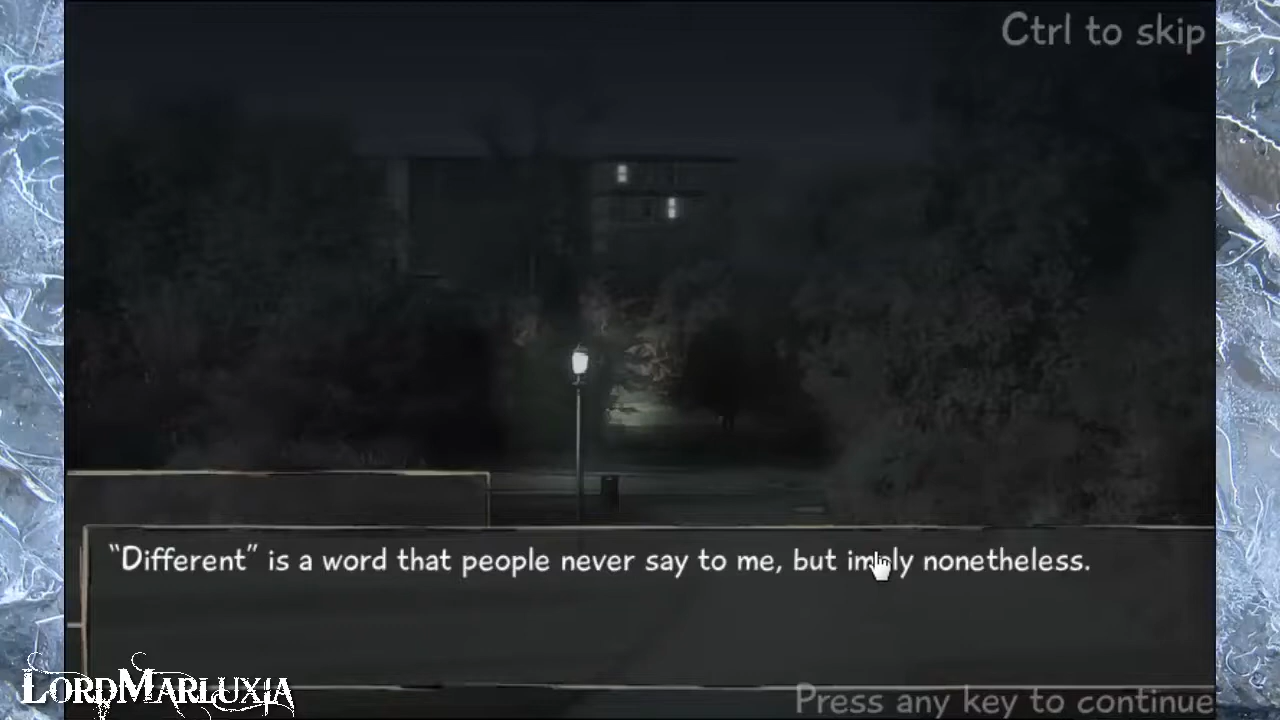 Ctrl to skip
“Different” is a word that people never say to me, but imply nonetheless.
LordMarluxia
Press any key to continue